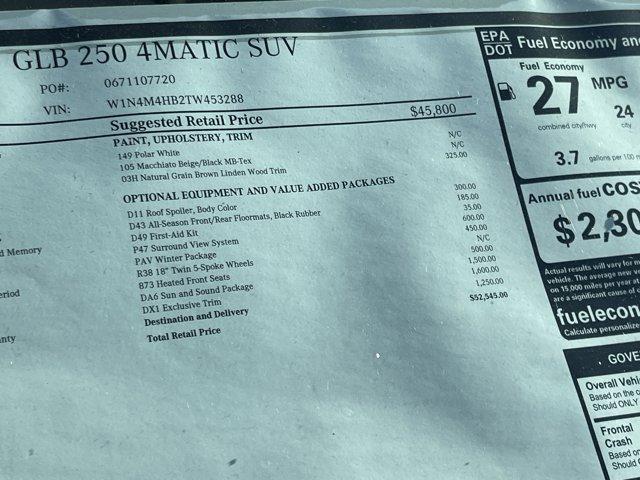 GLB 250 4MATIC SUV
PO#: 0671107720
VIN: W1N4M4HB2TW453288
Suggested Retail Price $45,800
PAINT, UPHOLSTERY, TRIM
149 Polar White N/C
105 Macchiato Beige/Black MB-Tex N/C
03H Natural Grain Brown Linden Wood Trim 325.00
OPTIONAL EQUIPMENT AND VALUE ADDED PACKAGES
D11 Roof Spoiler, Body Color 300.00
D43 All-Season Front/Rear Floormats, Black Rubber 185.00
D49 First-Aid Kit 35.00
P47 Surround View System 600.00
PAV Winter Package 450.00
R38 18" Twin 5-Spoke Wheels N/C
873 Heated Front Seats 500.00
DA6 Sun and Sound Package 1,500.00
DX1 Exclusive Trim 1,600.00
Destination and Delivery 1,250.00
Total Retail Price $52,545.00
d Memory
eriod
nty
EPA
DOT
Fuel Economy and
Fuel Economy
27 MPG
combined city/hwy
24
city
3.7 gallons per 100 m
Annual fuel COS
$2,30
Actual results will vary for m
vehicle. The average new v
on 15,000 miles per year at
are a significant cause of c
fuelecon
Calculate personalize
GOVE
Overall Vehi
Based on the c
Should ONLY
Frontal
Crash
Based on
Should